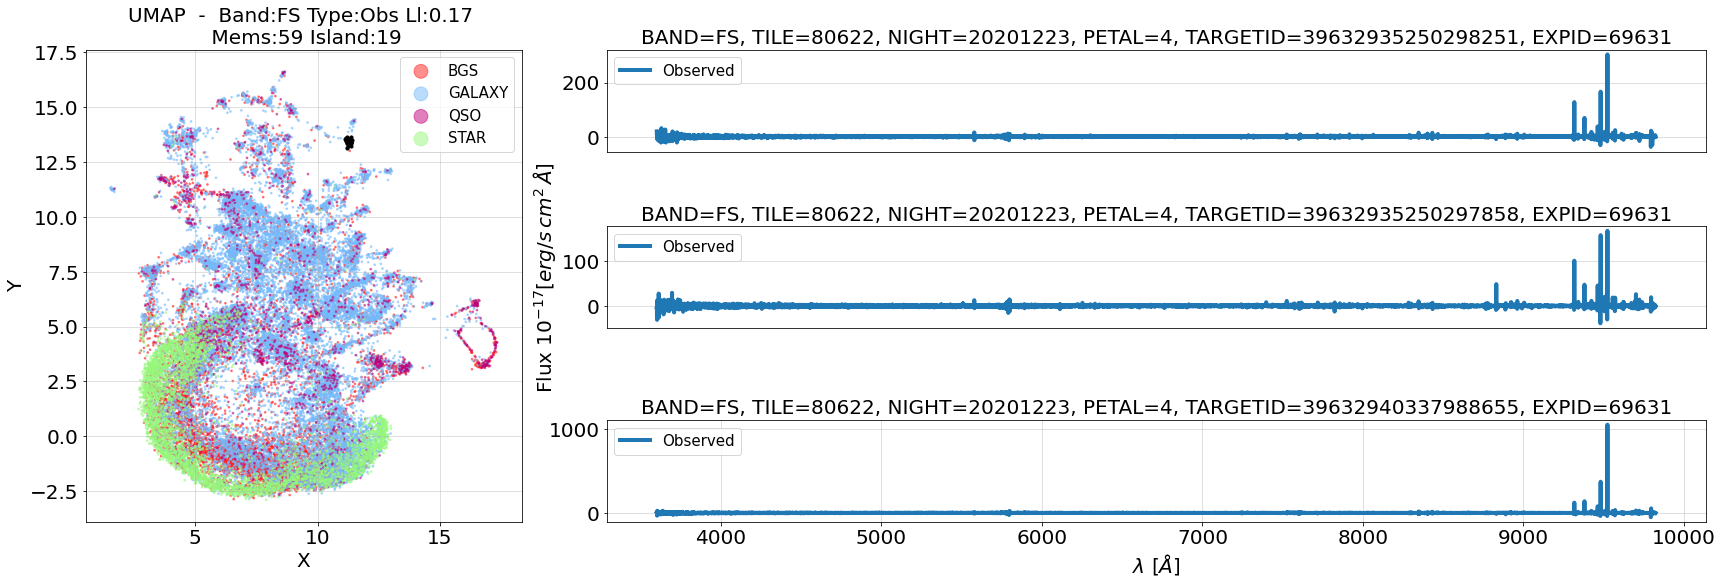 UMAP - Band:FS Type:Obs Ll:0.17
Mems:59 Island:19
17.5
15.0
12.5
10.0
7.5
5.0
2.5
0.0
−2.5
Y
5
10
15
X
BGS
GALAXY
QSO
STAR
BAND=FS, TILE=80622, NIGHT=20201223, PETAL=4, TARGETID=39632935250298251, EXPID=69631
Observed
200
0
BAND=FS, TILE=80622, NIGHT=20201223, PETAL=4, TARGETID=39632935250297858, EXPID=69631
Observed
100
0
Flux 10⁻¹⁷[erg/s cm² Å]
BAND=FS, TILE=80622, NIGHT=20201223, PETAL=4, TARGETID=39632940337988655, EXPID=69631
Observed
1000
0
4000
5000
6000
7000
8000
9000
10000
λ [Å]